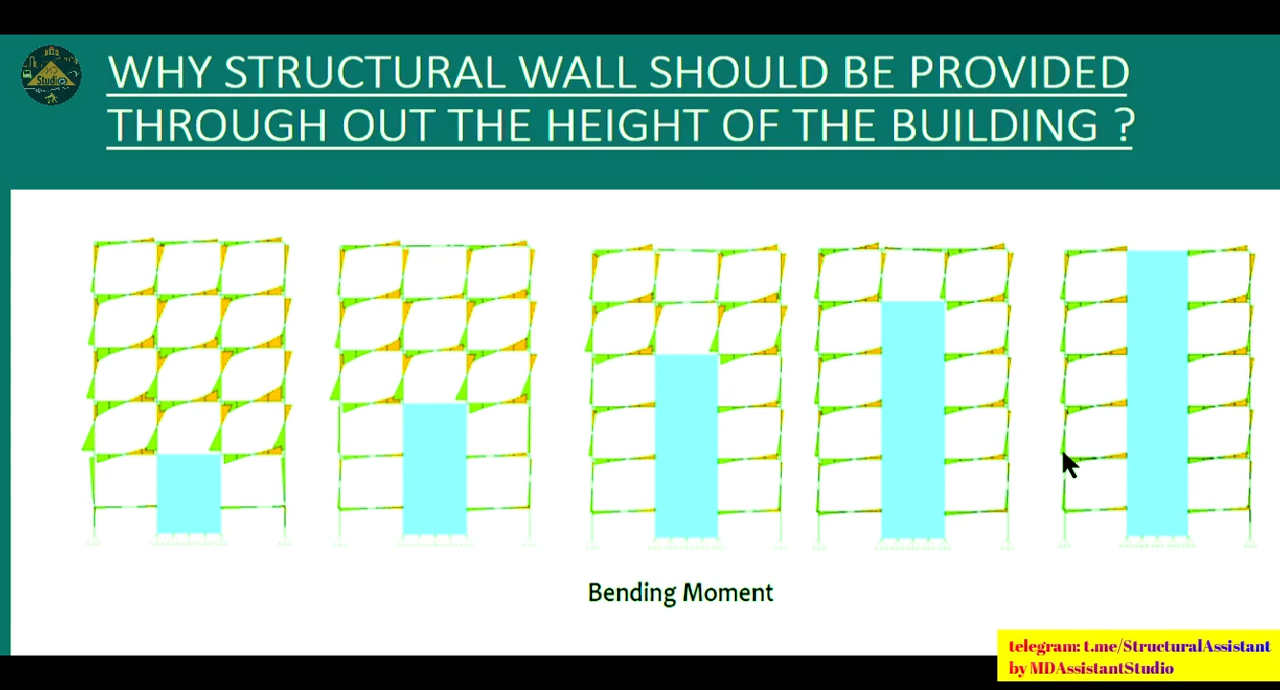 Studio
WHY STRUCTURAL WALL SHOULD BE PROVIDED
THROUGH OUT THE HEIGHT OF THE BUILDING ?
Bending Moment
telegram: t.me/StructuralAssistant
by MDAssistantStudio